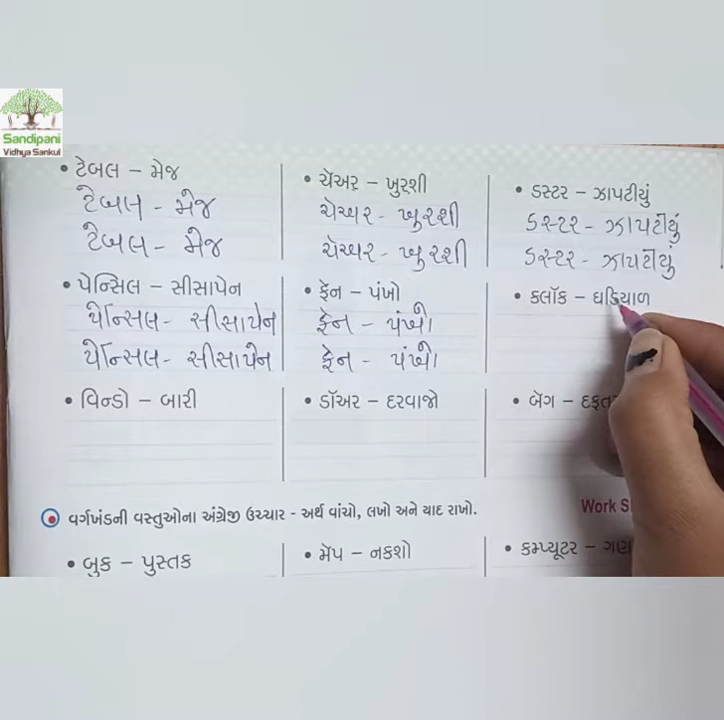 Sandipani
Vidhya Sankul
• ટેબલ – મેજ
ટેબલ - મેજ
ટેબલ - મેજ
• ચેઅર – ખુરશી
ચેઅર - ખુરશી
ચેઅર - ખુરશી
• ડસ્ટર – ઝાપટીયું
ડસ્ટર - ઝાપટીયું
ડસ્ટર - ઝાપટીયું
• પેન્સિલ – સીસાપેન
પેન્સિલ - સીસાપેન
પેન્સિલ - સીસાપેન
• ફેન – પંખો
ફેન - પંખો
ફેન - પંખો
• ક્લૉક – ઘડિયાળ
• વિન્ડો – બારી
• ડૉઅર – દરવાજો
• બૅગ –
વર્ગખંડની વસ્તુઓના અંગ્રેજી ઉચ્ચાર - અર્થ વાંચો, લખો અને યાદ રાખો.
Work
• બુક – પુસ્તક
• મૅપ – નકશો
• કમ્પ્યૂટર –